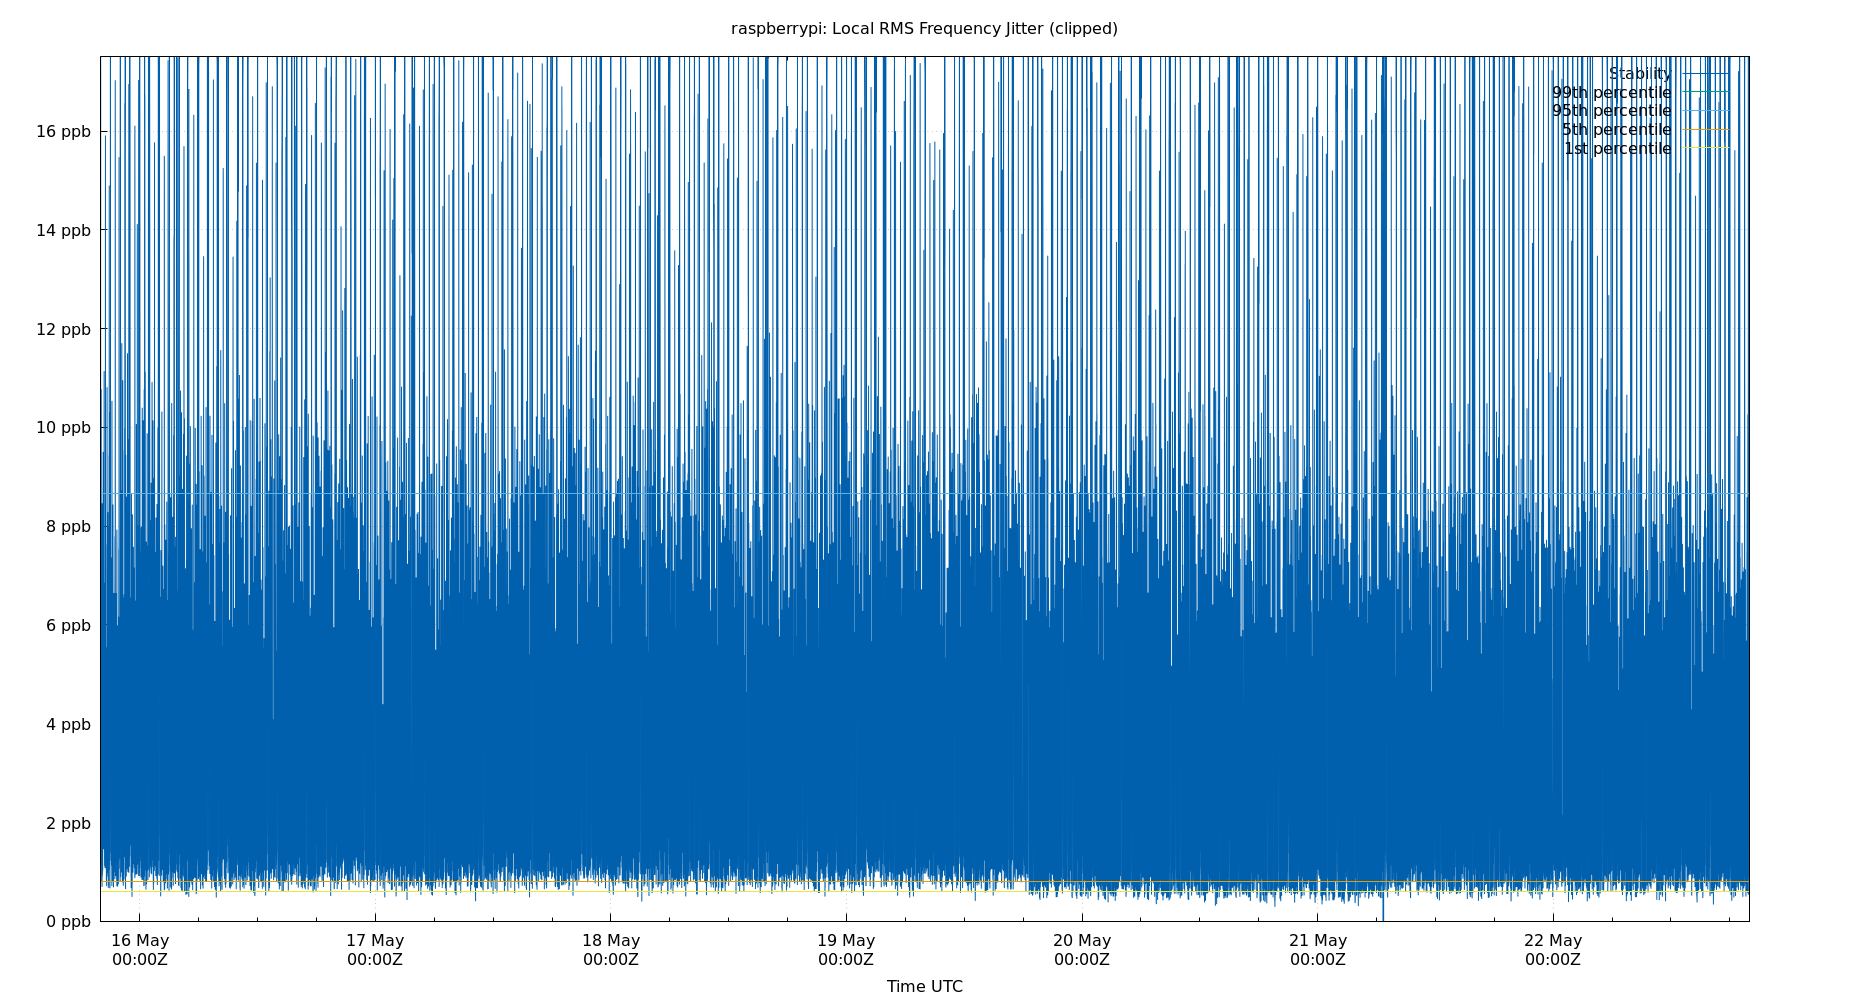 raspberrypi: Local RMS Frequency Jitter (clipped)
Stability
99th percentile
95th percentile
5th percentile
1st percentile
16 ppb
14 ppb
12 ppb
10 ppb
8 ppb
6 ppb
4 ppb
2 ppb
0 ppb
16 May 17 May 18 May 19 May 20 May 21 May 22 May
00:00Z 00:00Z 00:00Z 00:00Z 00:00Z 00:00Z 00:00Z
Time UTC